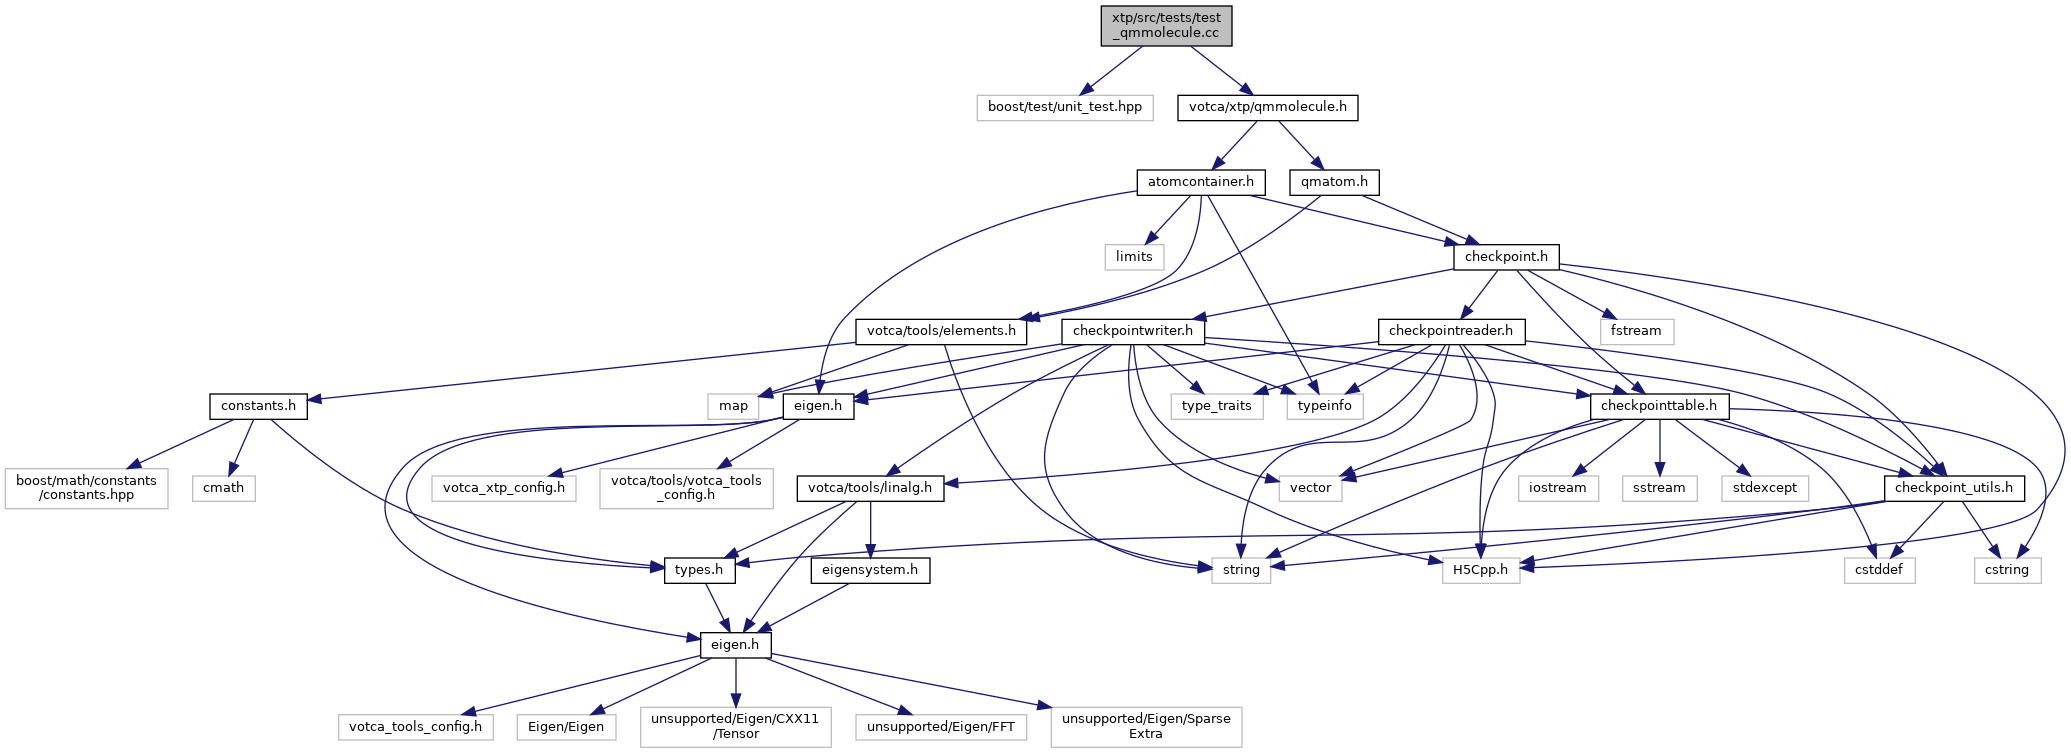 xtp/src/tests/test
_qmmolecule.cc
boost/test/unit_test.hpp
votca/xtp/qmmolecule.h
atomcontainer.h
qmatom.h
limits
checkpoint.h
votca/tools/elements.h
checkpointwriter.h
checkpointreader.h
fstream
constants.h
map
eigen.h
type_traits
typeinfo
checkpointtable.h
boost/math/constants
/constants.hpp
cmath
votca_xtp_config.h
votca/tools/votca_tools
_config.h
votca/tools/linalg.h
vector
iostream
sstream
stdexcept
checkpoint_utils.h
types.h
eigensystem.h
string
H5Cpp.h
cstddef
cstring
eigen.h
votca_tools_config.h
Eigen/Eigen
unsupported/Eigen/CXX11
/Tensor
unsupported/Eigen/FFT
unsupported/Eigen/Sparse
Extra